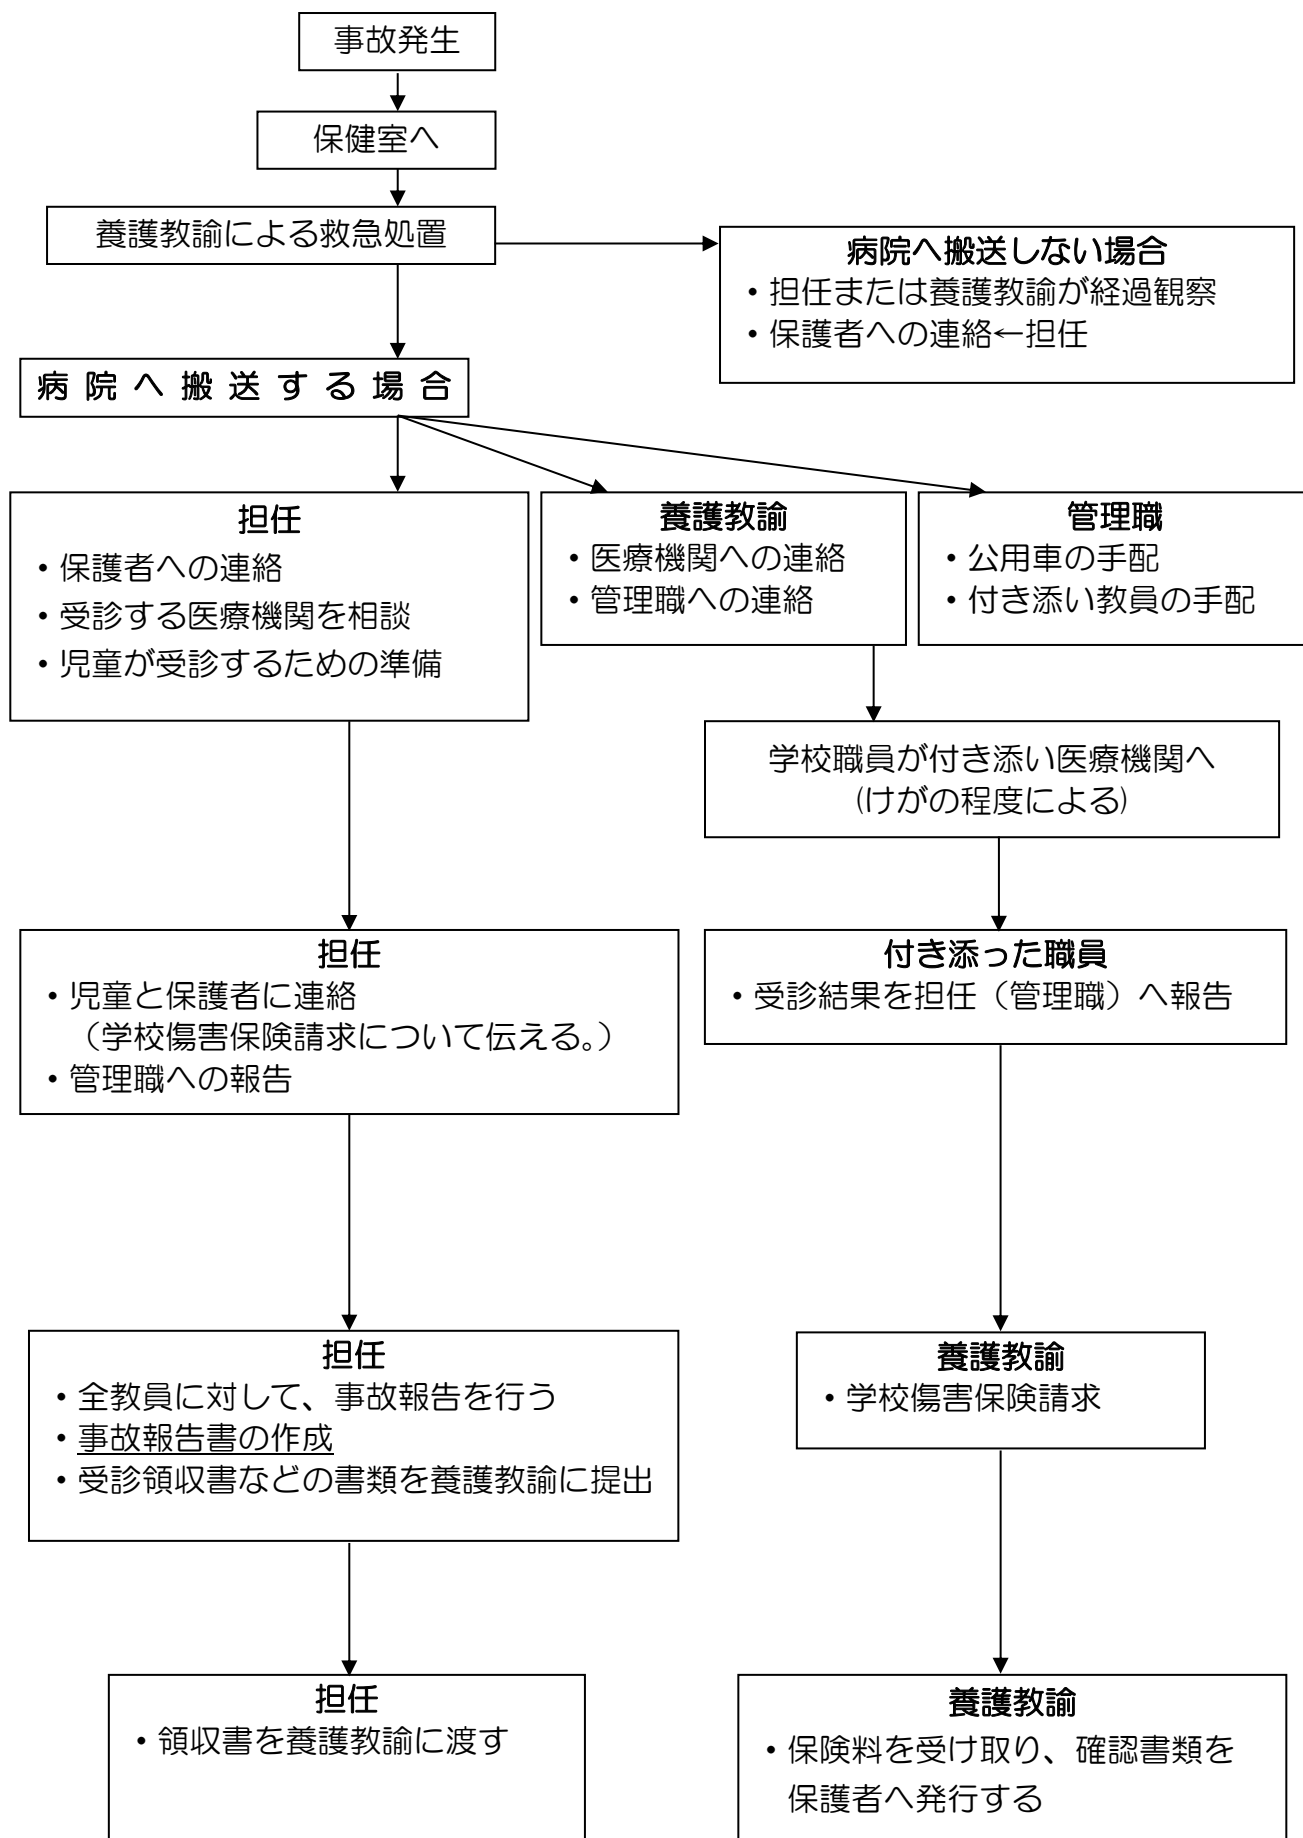 事故発生
保健室へ
養護教諭による救急処置
病院へ搬送しない場合
・担任または養護教諭が経過観察
・保護者への連絡←担任
病院へ搬送する場合
担任
・保護者への連絡
・受診する医療機関を相談
・児童が受診するための準備
養護教諭
・医療機関への連絡
・管理職への連絡
管理職
・公用車の手配
・付き添い教員の手配
学校職員が付き添い医療機関へ
(けがの程度による)
担任
・児童と保護者に連絡
（学校傷害保険請求について伝える。）
・管理職への報告
付き添った職員
・受診結果を担任（管理職）へ報告
担任
・全教員に対して、事故報告を行う
・事故報告書の作成
・受診領収書などの書類を養護教諭に提出
養護教諭
・学校傷害保険請求
担任
・領収書を養護教諭に渡す
養護教諭
・保険料を受け取り、確認書類を
保護者へ発行する